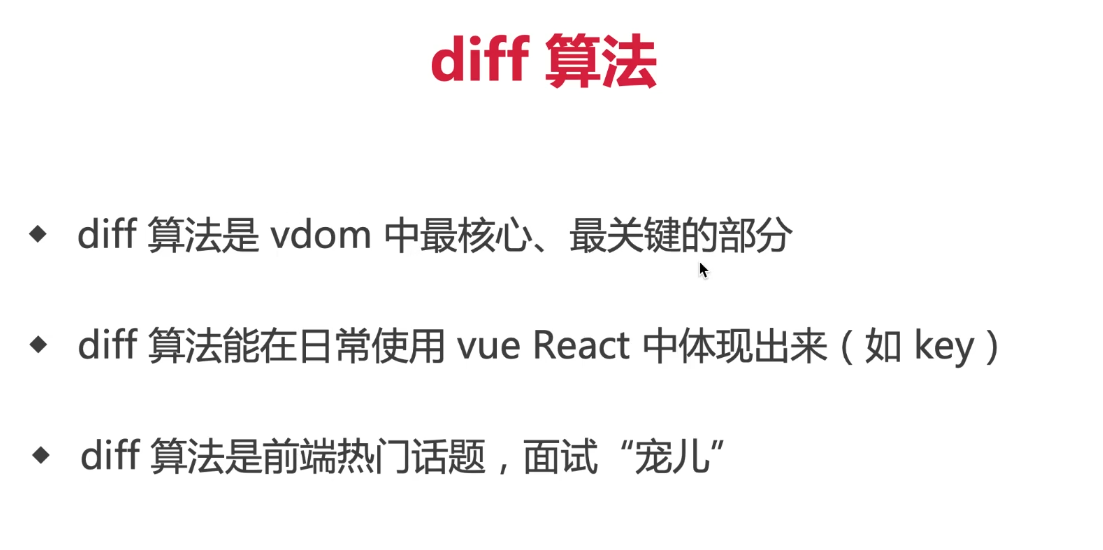 diff 算法
◆ diff 算法是 vdom 中最核心、最关键的部分
◆ diff 算法能在日常使用 vue React 中体现出来（如 key）
◆ diff 算法是前端热门话题，面试“宠儿”